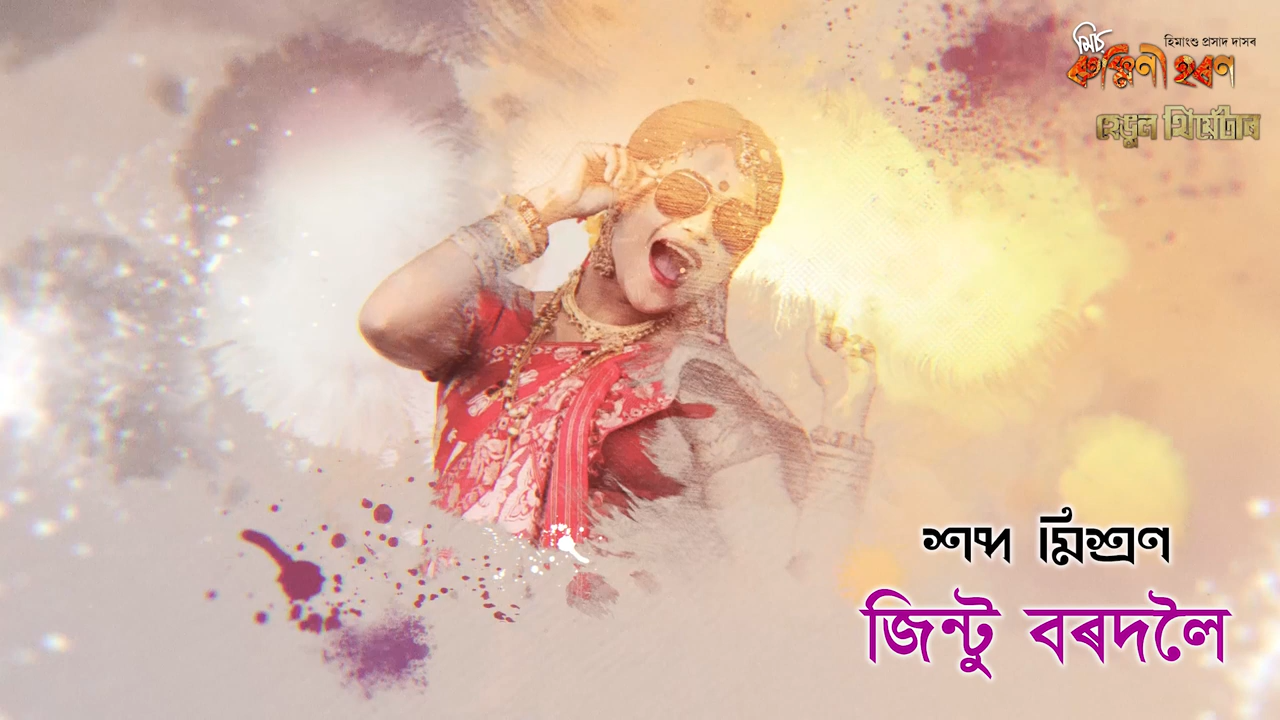 হিমাংশু প্ৰসাদ দাসৰ
মিচ্
ৰুক্মিণী হৰণ
হেঙুল থিয়েটাৰ
শব্দ মিশ্ৰণ
জিন্টু বৰদলৈ